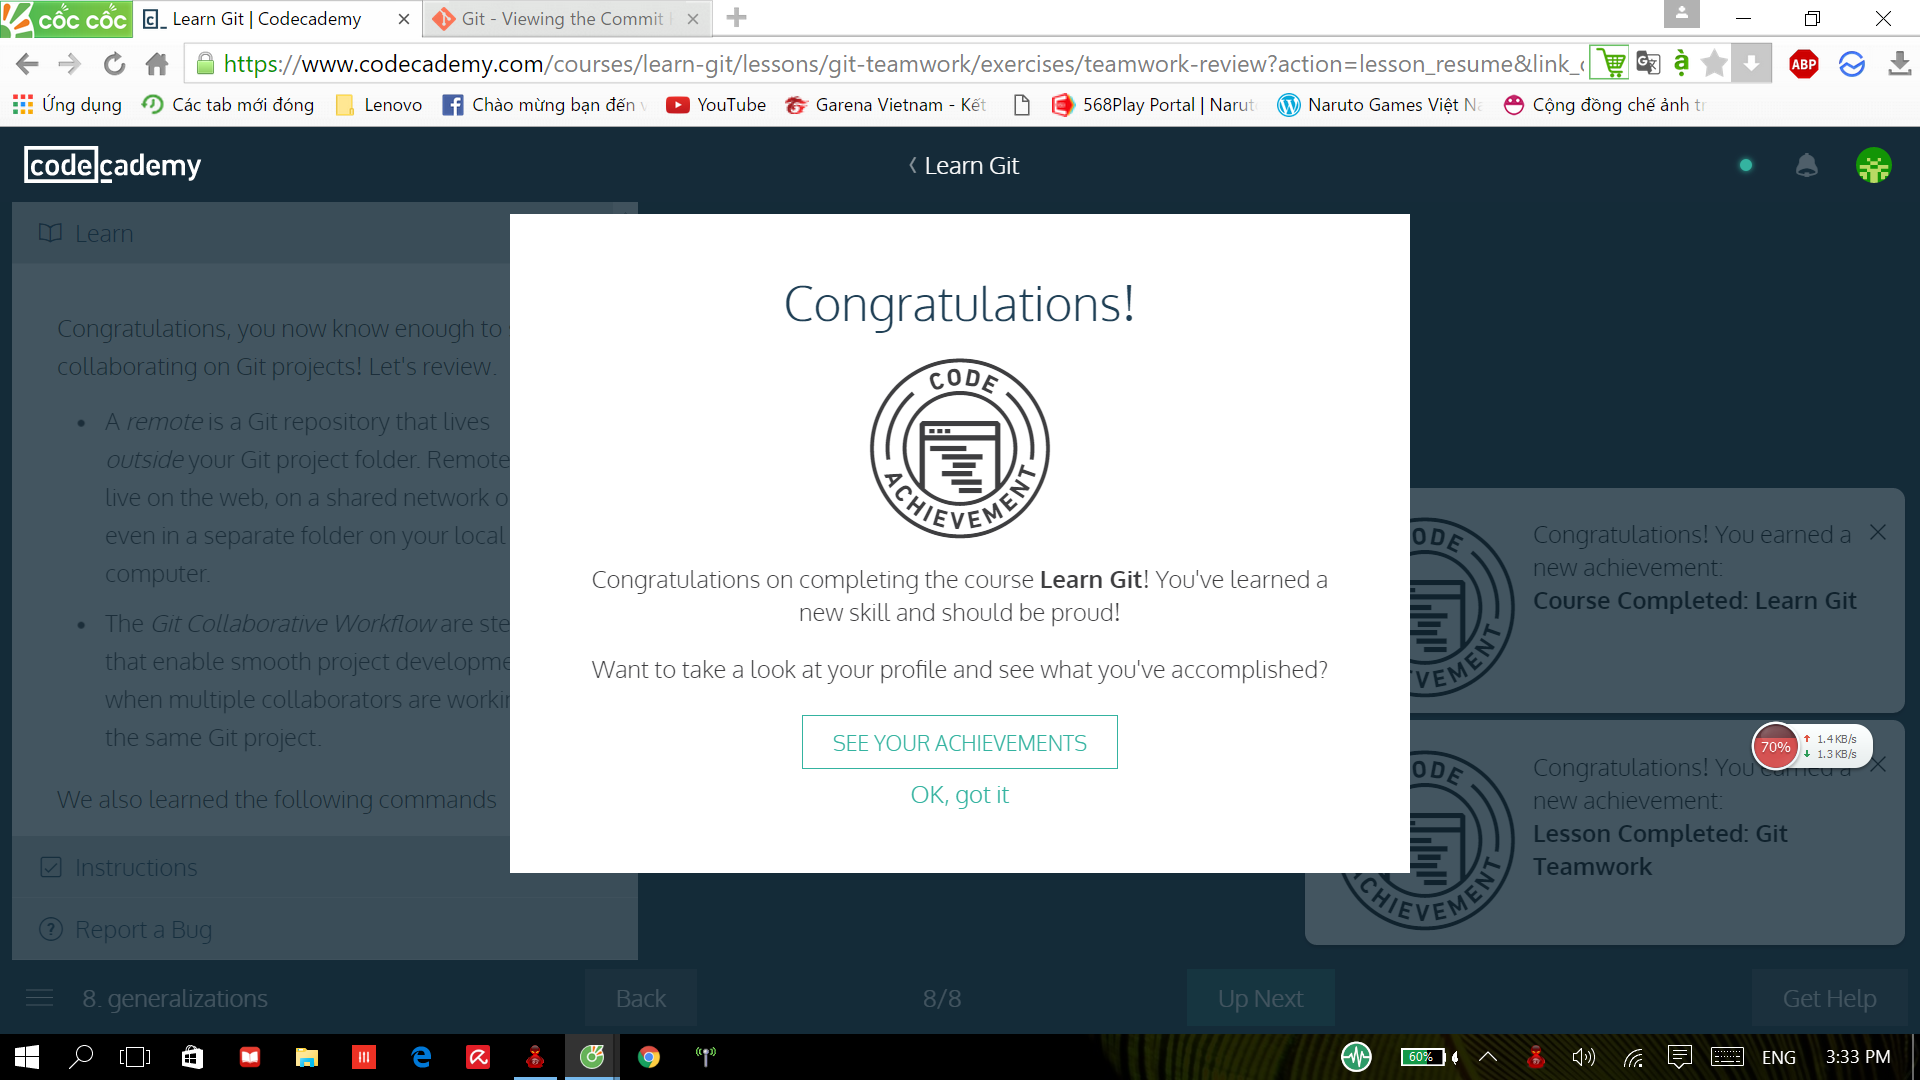 cốc cốc
Learn Git | Codecademy
Git - Viewing the Commit
https://www.codecademy.com/courses/learn-git/lessons/git-teamwork/exercises/teamwork-review?action=lesson_resume&link_c
ABP
Ứng dụng
Các tab mới đóng
Lenovo
Chào mừng bạn đến v
YouTube
Garena Vietnam - Kết
568Play Portal | Narut
Naruto Games Việt Na
Cộng đồng chế ảnh tr
codecademy
Learn Git
Learn
Congratulations, you now know enough to
collaborating on Git projects! Let's review.
• A remote is a Git repository that lives
outside your Git project folder. Remote
live on the web, on a shared network o
even in a separate folder on your local
computer.
• The Git Collaborative Workflow are ste
that enable smooth project developme
when multiple collaborators are workin
the same Git project.
We also learned the following commands
Instructions
Report a Bug
Congratulations!
CODE
ACHIEVEMENT
Congratulations on completing the course Learn Git! You've learned a
new skill and should be proud!
Want to take a look at your profile and see what you've accomplished?
SEE YOUR ACHIEVEMENTS
OK, got it
ODE
VEMENT
Congratulations! You earned a
new achievement:
Course Completed: Learn Git
70%
1.4 KB/s
1.3 KB/s
ODE
ACHIEVEMENT
Congratulations! You earned a
new achievement:
Lesson Completed: Git
Teamwork
8. generalizations
Back
8/8
Up Next
Get Help
60%
ENG
3:33 PM